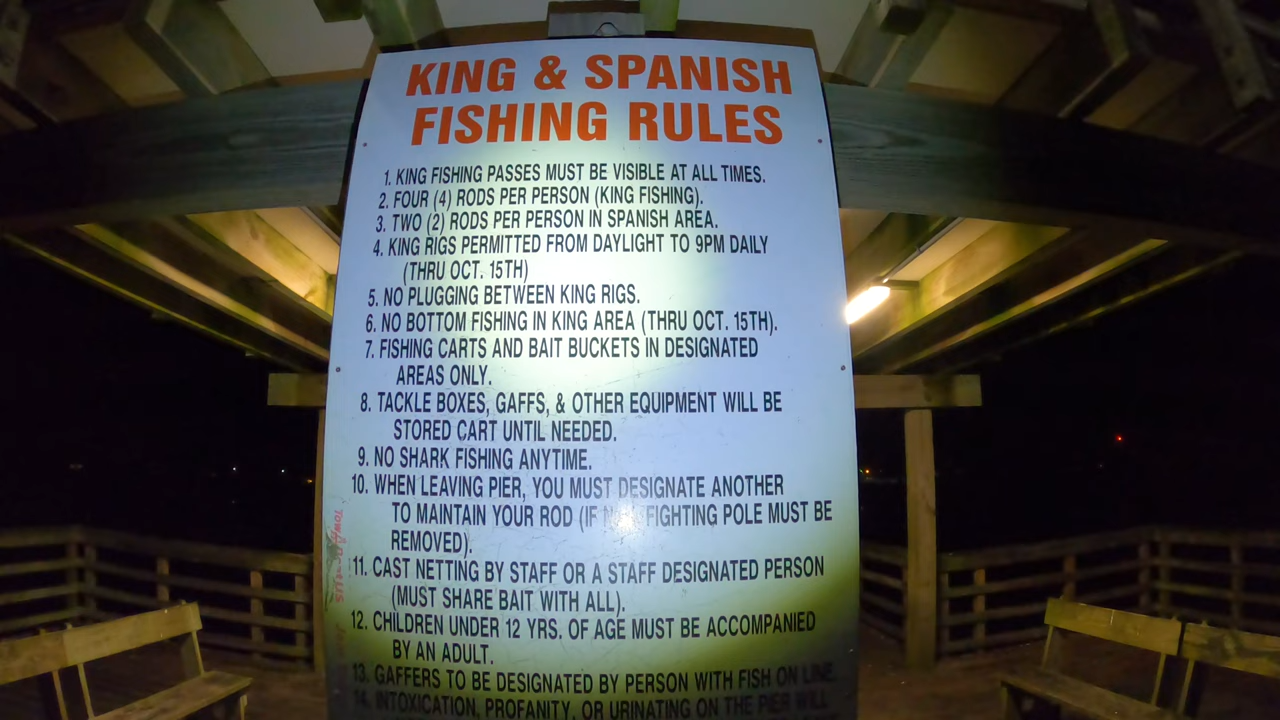 KING & SPANISH
FISHING RULES
1. KING FISHING PASSES MUST BE VISIBLE AT ALL TIMES.
2. FOUR (4) RODS PER PERSON (KING FISHING).
3. TWO (2) RODS PER PERSON IN SPANISH AREA.
4. KING RIGS PERMITTED FROM DAYLIGHT TO 9PM DAILY
(THRU OCT. 15TH)
5. NO PLUGGING BETWEEN KING RIGS.
6. NO BOTTOM FISHING IN KING AREA (THRU OCT. 15TH).
7. FISHING CARTS AND BAIT BUCKETS IN DESIGNATED
AREAS ONLY.
8. TACKLE BOXES, GAFFS, & OTHER EQUIPMENT WILL BE
STORED CART UNTIL NEEDED.
9. NO SHARK FISHING ANYTIME.
10. WHEN LEAVING PIER, YOU MUST DESIGNATE ANOTHER
TO MAINTAIN YOUR ROD (IF FIGHTING POLE MUST BE
REMOVED).
11. CAST NETTING BY STAFF OR A STAFF DESIGNATED PERSON
(MUST SHARE BAIT WITH ALL).
12. CHILDREN UNDER 12 YRS. OF AGE MUST BE ACCOMPANIED
BY AN ADULT.
13. GAFFERS TO BE DESIGNATED BY PERSON WITH FISH ON LINE.
14. INTOXICATION, PROFANITY, OR URINATING ON THE PIER WILL